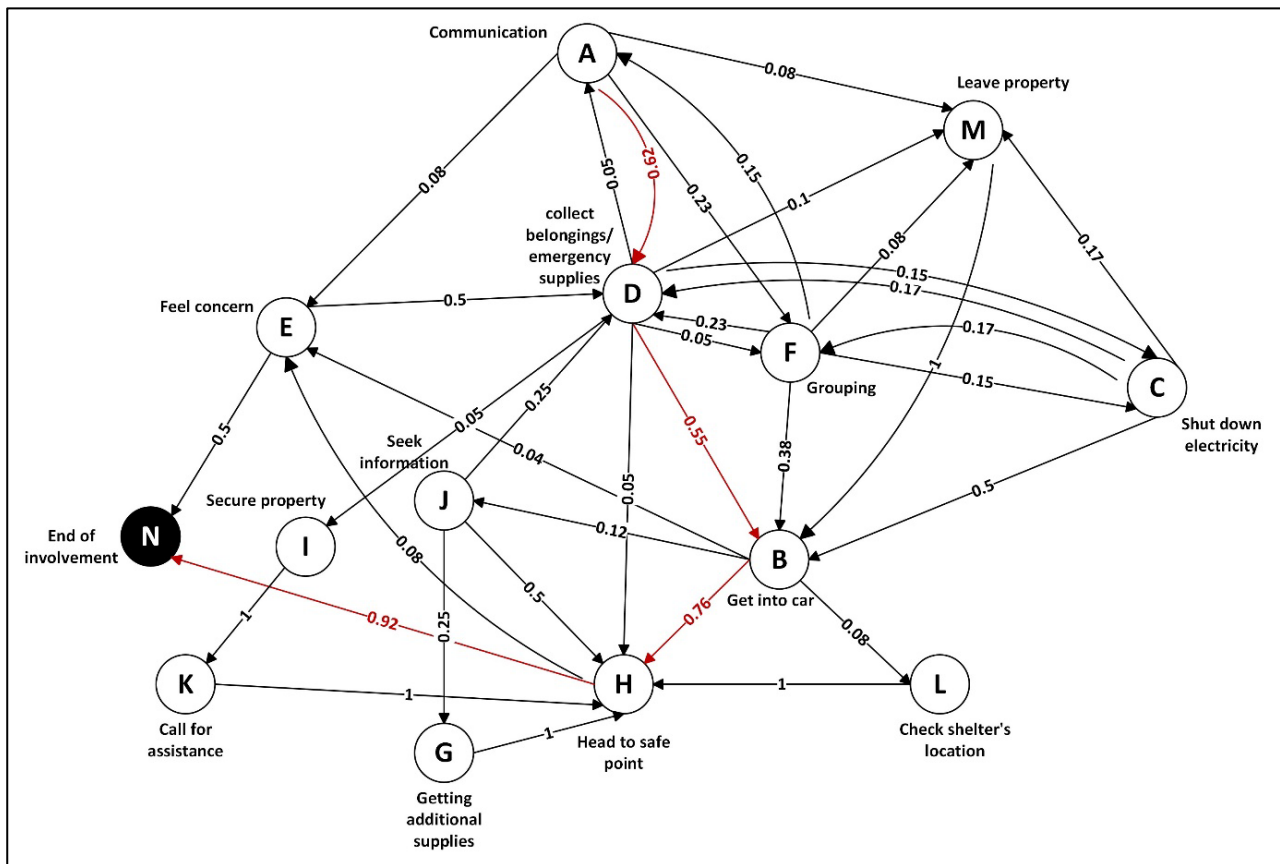 Communication
A
0.08
Leave property
M
0.08
0.05
0.62
0.15
0.23
0.1
collect
belongings/
emergency
supplies
0.08
0.17
D
0.15
0.17
Feel concern
E
0.5
0.23
0.05
F
Grouping
0.17
0.15
1
C
Shut down
electricity
0.5
0.05
0.25
0.55
0.38
Seek
information
0.04
J
0.05
0.12
0.5
Secure property
I
End of
involvement
N
B
Get into car
0.08
0.5
0.76
0.08
0.92
0.25
1
K
Call for
assistance
1
H
Head to safe
point
1
L
Check shelter's
location
G
1
Getting
additional
supplies